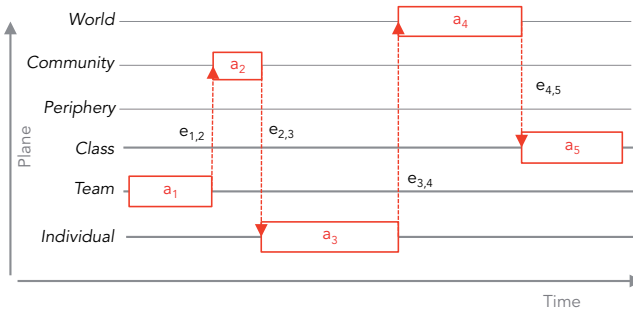 World
a4
Community
a2
e4,5
Periphery
e1,2
e2,3
Plane
Class
a5
Team
a1
e3,4
Individual
a3
Time